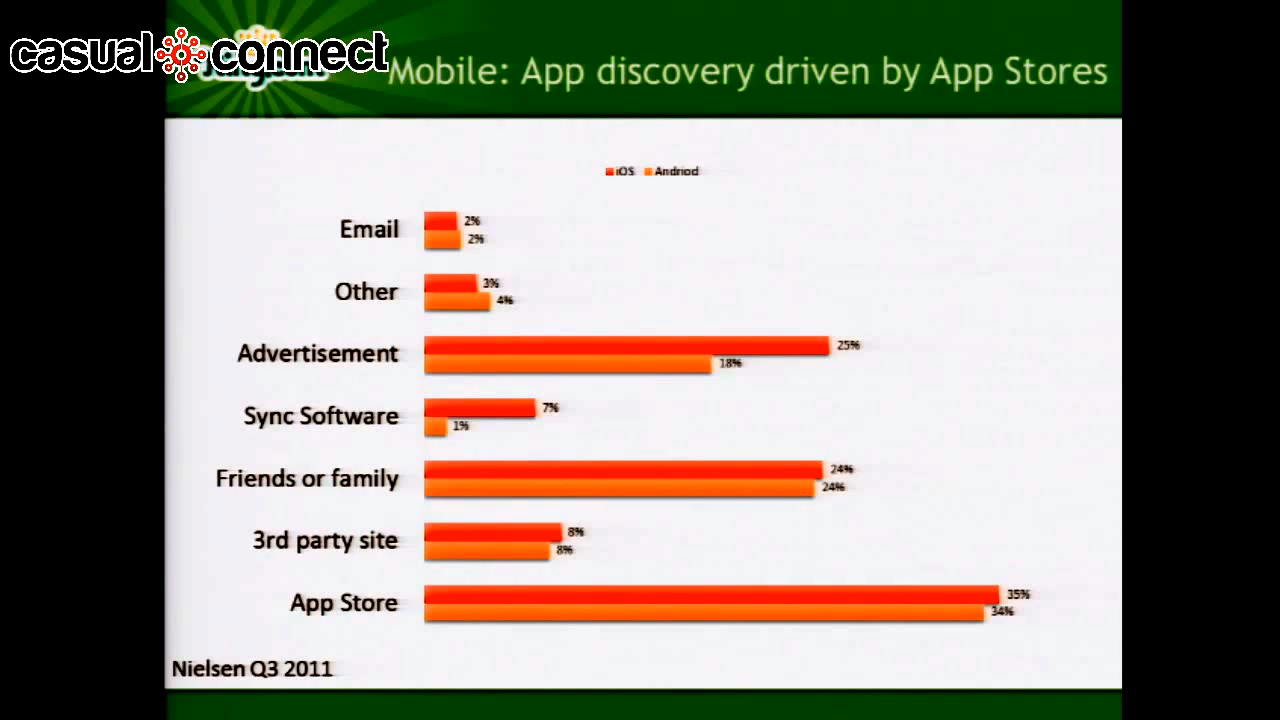 casual connect
Mobile: App discovery driven by App Stores
iOS Andriod
Email 2%
2%
Other 3%
4%
Advertisement 25%
18%
Sync Software 7%
1%
Friends or family 24%
24%
3rd party site 8%
8%
App Store 35%
34%
Nielsen Q3 2011